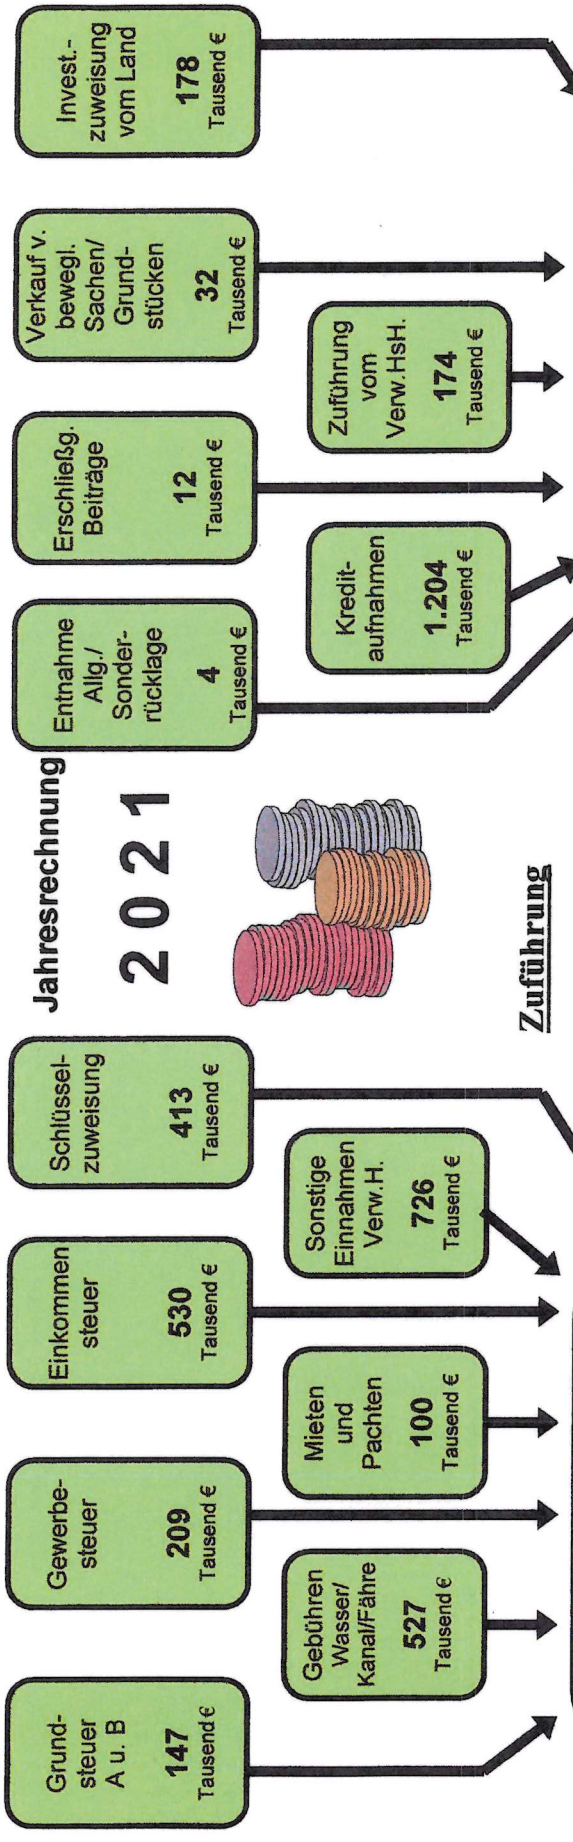 Grund-
steuer
A u. B
147
Tausend €
Gewerbe-
steuer
209
Tausend €
Einkommen
steuer
530
Tausend €
Schlüssel-
zuweisung
413
Tausend €
Gebühren
Wasser/
Kanal/Fähre
527
Tausend €
Mieten
und
Pachten
100
Tausend €
Sonstige
Einnahmen
Verw.H.
726
Tausend €
Jahresrechnung
2 0 2 1
Zuführung
Entnahme
Allg./
Sonder-
rücklage
4
Tausend €
Erschließg.
Beiträge
12
Tausend €
Verkauf v.
bewegl.
Sachen/
Grund-
stücken
32
Tausend €
Invest.-
zuweisung
vom Land
178
Tausend €
Kredit-
aufnahmen
1.204
Tausend €
Zuführung
vom
Verw.HsH.
174
Tausend €